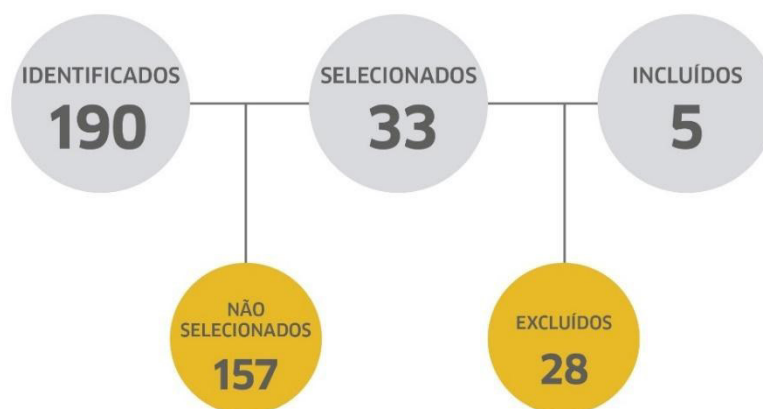 IDENTIFICADOS
190
SELECIONADOS
33
INCLUÍDOS
5
NÃO
SELECIONADOS
157
EXCLUÍDOS
28